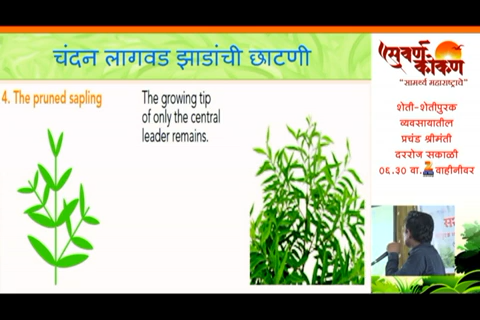 चंदन लागवड झाडांची छाटणी
4. The pruned sapling
The growing tip
of only the central
leader remains.
सुवर्ण
कोकण
"सामर्थ्य महाराष्ट्राचे"
शेती-शेतीपुरक
व्यवसायातील
प्रचंड श्रीमंती
दररोज सकाळी
०६.३० वा. वाहीनीवर